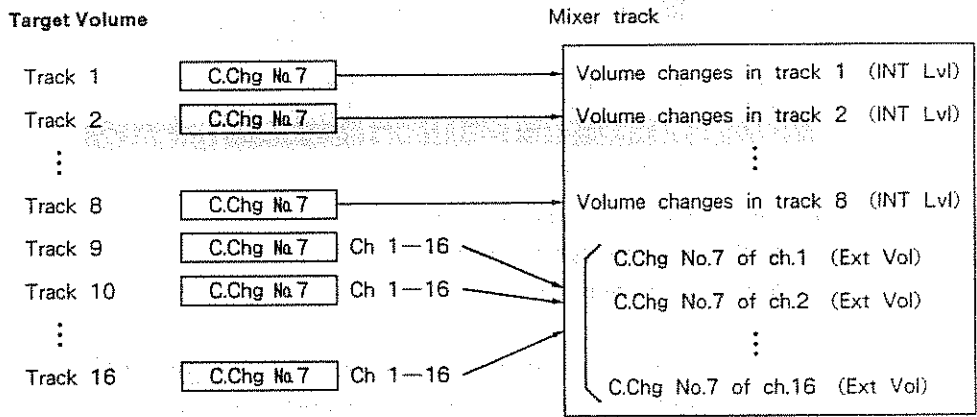 Target Volume
Mixer track
Track 1 C.Chg No.7 Volume changes in track 1 (INT Lvl)
Track 2 C.Chg No.7 Volume changes in track 2 (INT Lvl)
⋮ ⋮
Track 8 C.Chg No.7 Volume changes in track 8 (INT Lvl)
Track 9 C.Chg No.7 Ch 1—16 C.Chg No.7 of ch.1 (Ext Vol)
Track 10 C.Chg No.7 Ch 1—16 C.Chg No.7 of ch.2 (Ext Vol)
⋮ ⋮
Track 16 C.Chg No.7 Ch 1—16 C.Chg No.7 of ch.16 (Ext Vol)